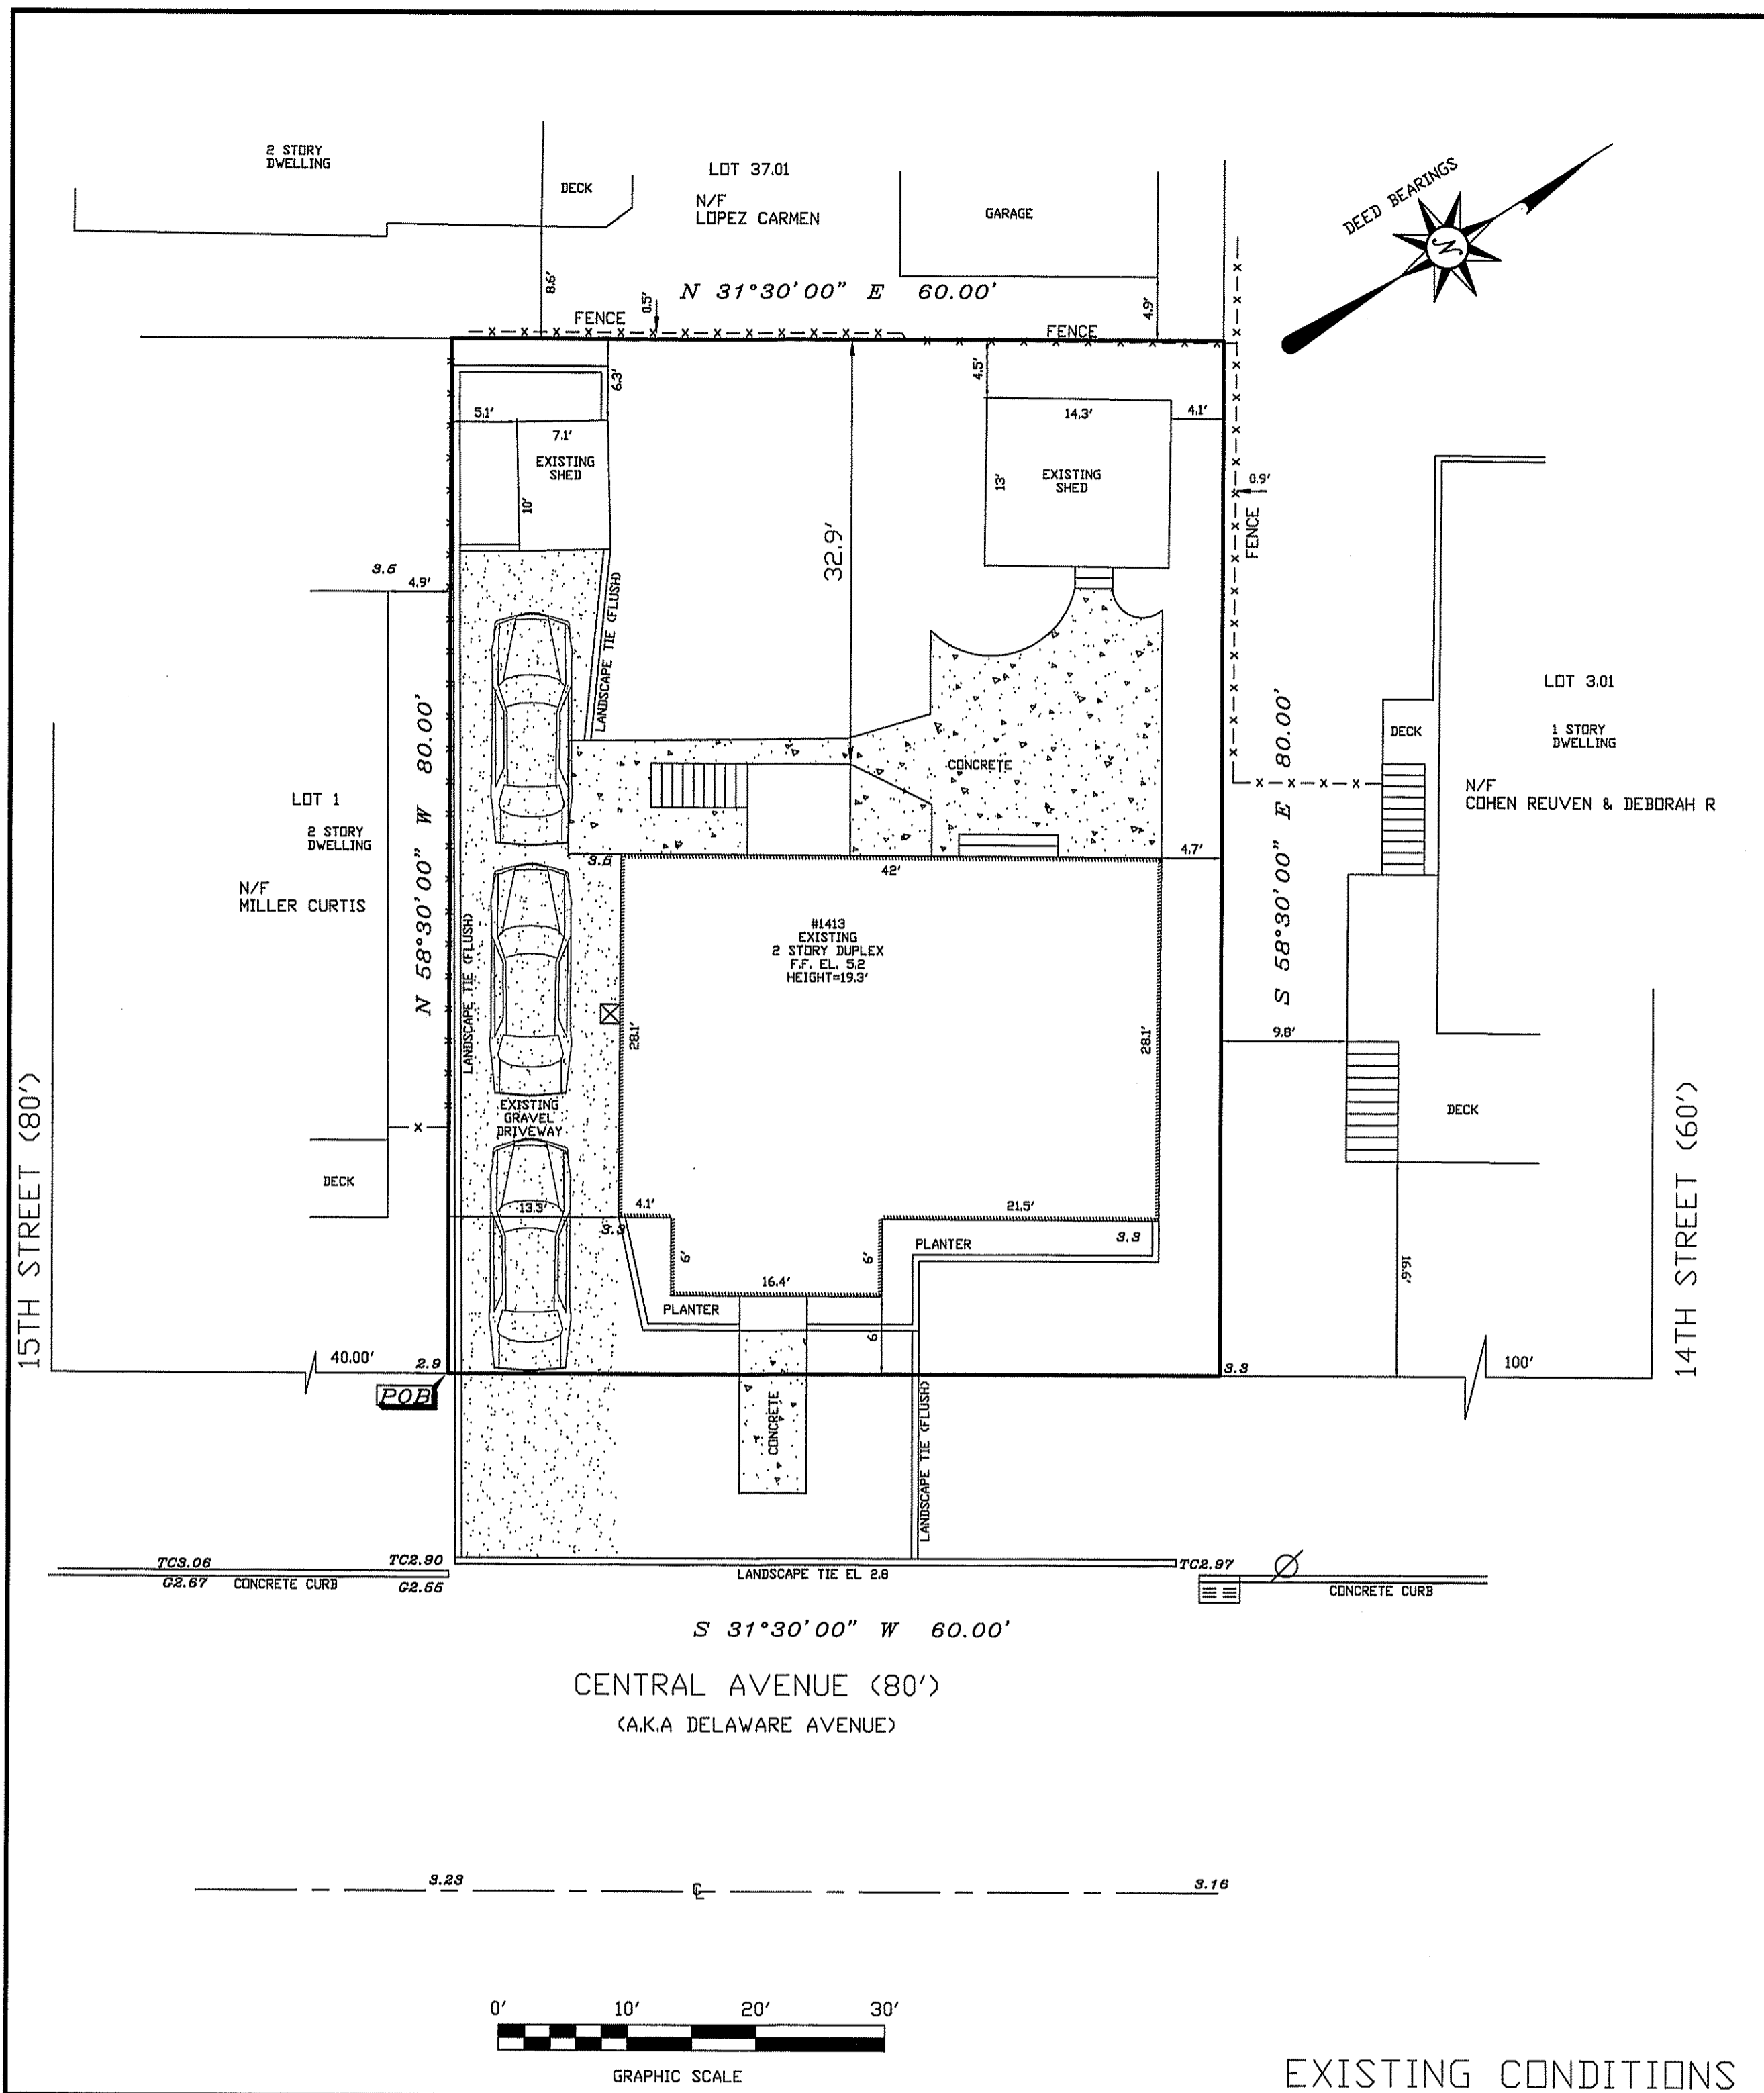 2 STORY
DWELLING
DECK
LOT 37.01
N/F
LOPEZ CARMEN
GARAGE
DEED BEARINGS
N
8.6'
0.5'
N 31°30'00" E 60.00'
4.9'
FENCE
FENCE
6.3'
4.5'
5.1'
7.1'
EXISTING
SHED
10'
14.3'
4.1'
13'
EXISTING
SHED
0.9'
FENCE
32.9'
3.5
4.9'
LANDSCAPE TIE (FLUSH)
N 58°30'00" W 80.00'
S 58°30'00" E 80.00'
LOT 3.01
1 STORY
DWELLING
DECK
N/F
COHEN REUVEN & DEBORAH R
CONCRETE
LOT 1
2 STORY
DWELLING
N/F
MILLER CURTIS
3.5
42'
4.7'
#1413
EXISTING
2 STORY DUPLEX
F.F. EL. 5.2
HEIGHT=19.3'
LANDSCAPE TIE (FLUSH)
28.1'
28.1'
9.8'
EXISTING
GRAVEL
DRIVEWAY
DECK
DECK
15TH STREET (80')
14TH STREET (60')
13.3'
4.1'
21.5'
3.3
3.3
PLANTER
6'
6'
16.4'
PLANTER
6'
16.6'
40.00'
2.9
3.3
100'
POB
CONCRETE
LANDSCAPE TIE (FLUSH)
TC3.06
TC2.90
TC2.97
G2.67
CONCRETE CURB
G2.55
LANDSCAPE TIE EL 2.8
CONCRETE CURB
S 31°30'00" W 60.00'
CENTRAL AVENUE (80')
(A.K.A DELAWARE AVENUE)
3.23
CL
3.16
0' 10' 20' 30'
GRAPHIC SCALE
EXISTING CONDITIONS